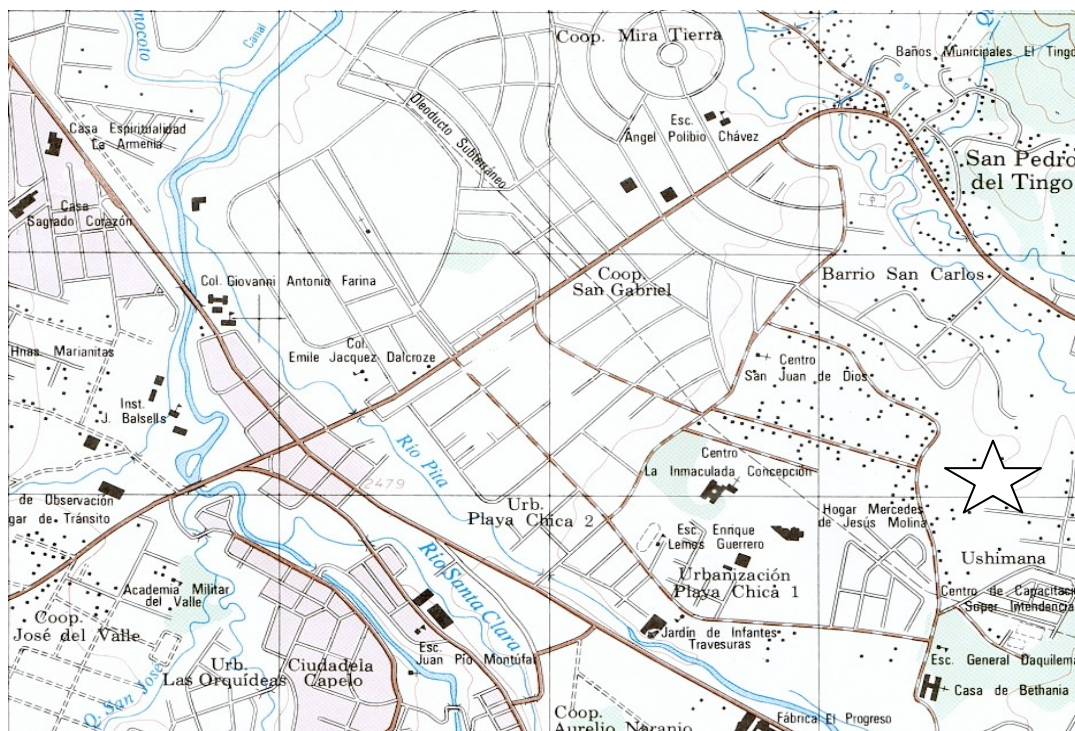 Coop. Mira Tierra
Canal
Baños Municipales El Tingo
Oleoducto Subterráneo
Esc.
Ángel Polibio Chávez
Casa Espiritualidad
La Armenia
San Pedro
del Tingo
Casa
Sagrado Corazón
Col. Giovanni Antonio Farina
Coop.
San Gabriel
Barrio San Carlos
Hnas. Marianitas
Col.
Emile Jacquez Dalcroze
Centro
San Juan de Dios
Inst.
J. Balsells
Rio Pita
Centro
La Inmaculada Concepción
2479
de Observación
gar de Tránsito
Urb.
Playa Chica 2
Hogar Mercedes
de Jesús Molina
Esc. Enrique
Lemos Guerrero
Ushimana
Rio Santa Clara
Urbanización
Playa Chica 1
Academia Militar
del Valle
Centro de Capacitaci
Super Intendencia
Coop.
José del Valle
Jardín de Infantes
Travesuras
Esc.
Juan Pío Montúfar
Q. San José
Urb.
Las Orquídeas
Ciudadela
Capelo
Esc. General Daquilema
Casa de Bethania
Coop.
Aurelio Naranjo
Fábrica El Progreso